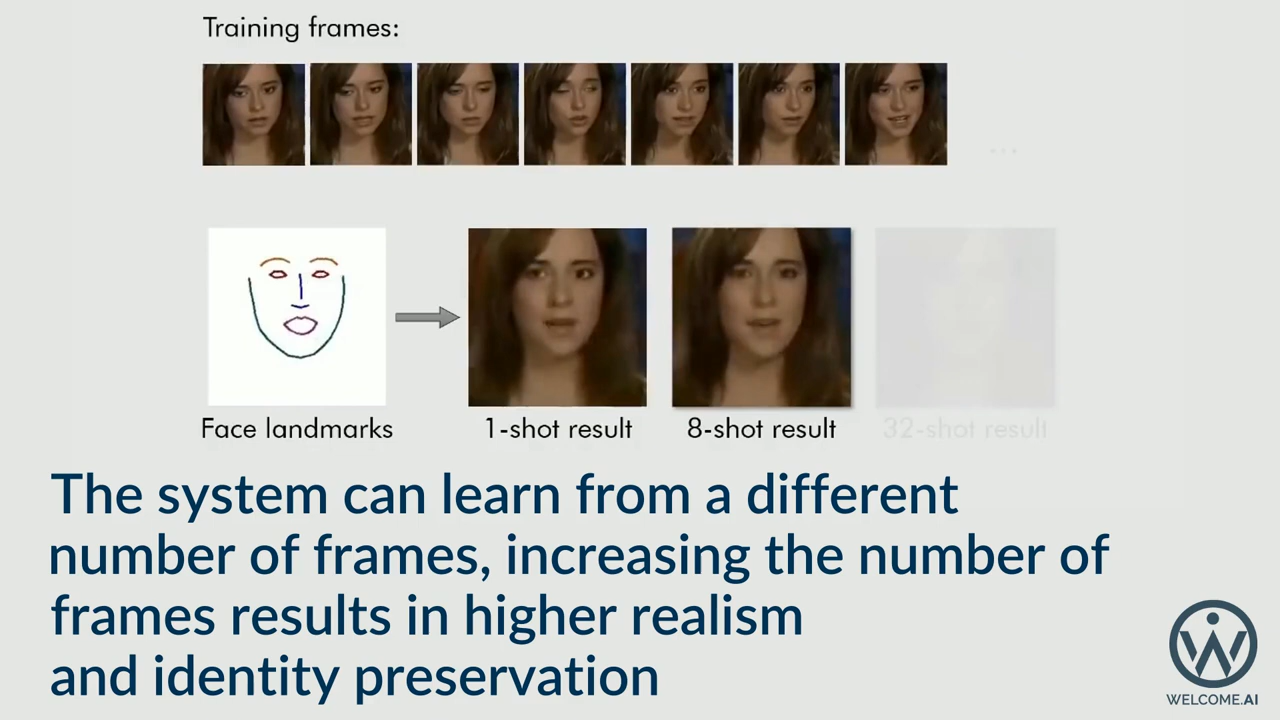 Training frames:
...
Face landmarks
1-shot result
8-shot result
32-shot result
The system can learn from a different
number of frames, increasing the number of
frames results in higher realism
and identity preservation
WELCOME.AI